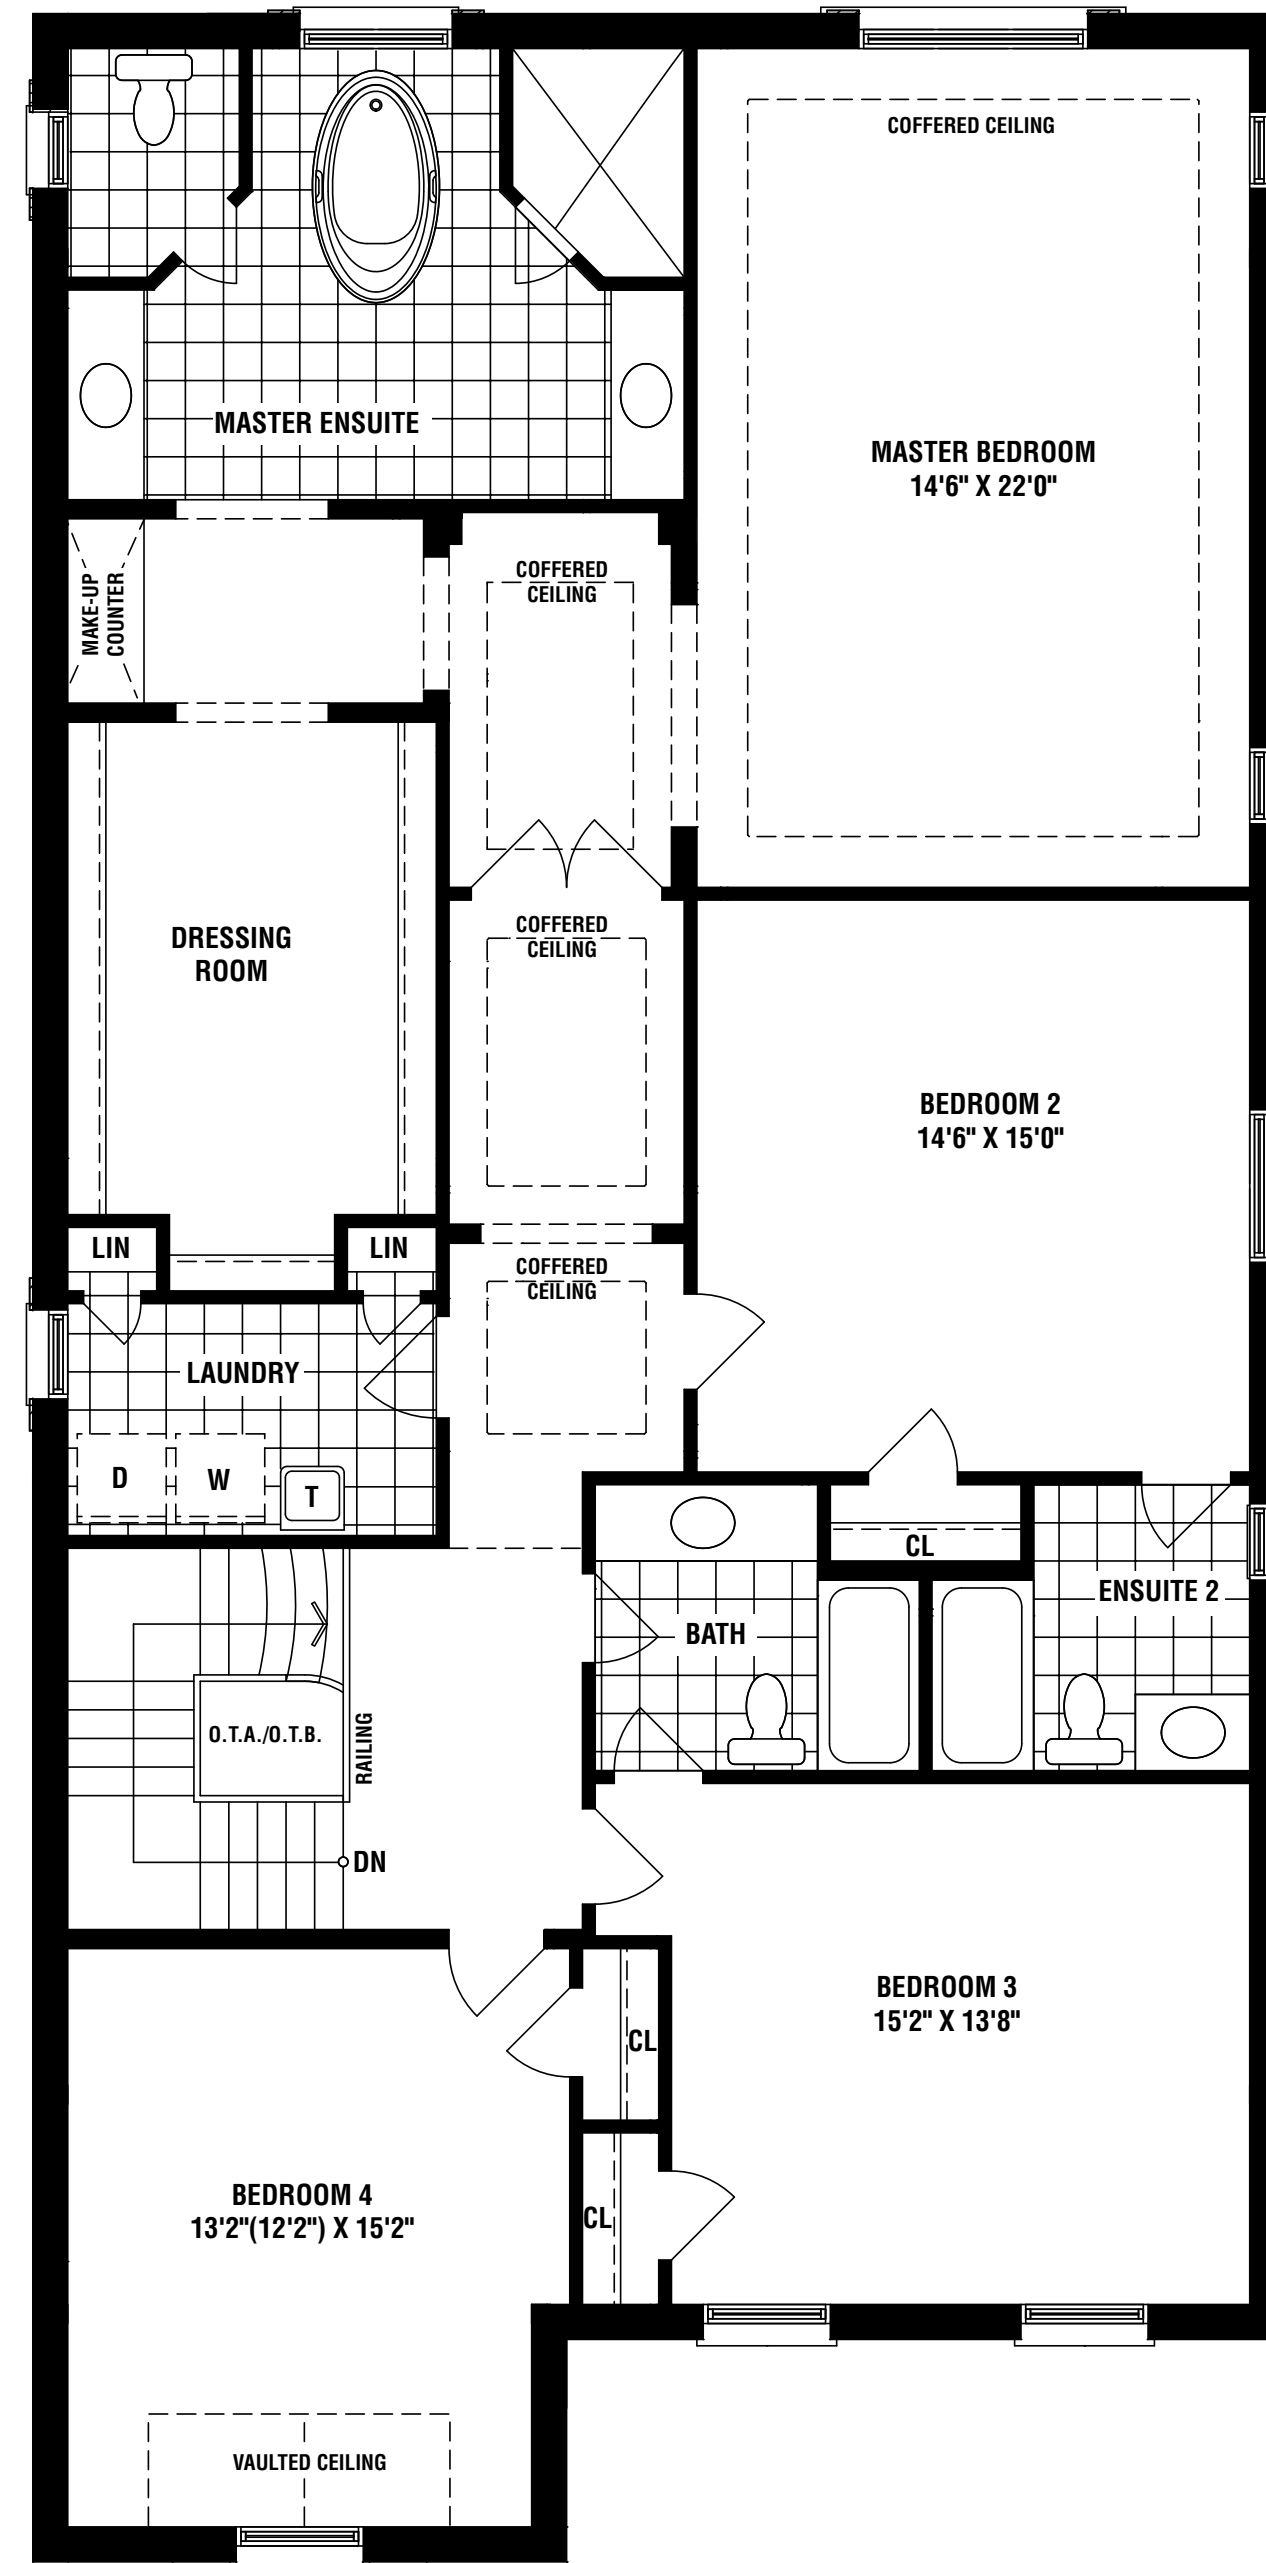 COFFERED CEILING
MASTER ENSUITE
MASTER BEDROOM
14'6" X 22'0"
MAKE-UP
COUNTER
COFFERED
CEILING
DRESSING
ROOM
COFFERED
CEILING
BEDROOM 2
14'6" X 15'0"
LIN
LIN
COFFERED
CEILING
LAUNDRY
D
W
T
CL
ENSUITE 2
BATH
O.T.A./O.T.B.
RAILING
DN
BEDROOM 3
15'2" X 13'8"
CL
BEDROOM 4
13'2"(12'2") X 15'2"
CL
VAULTED CEILING